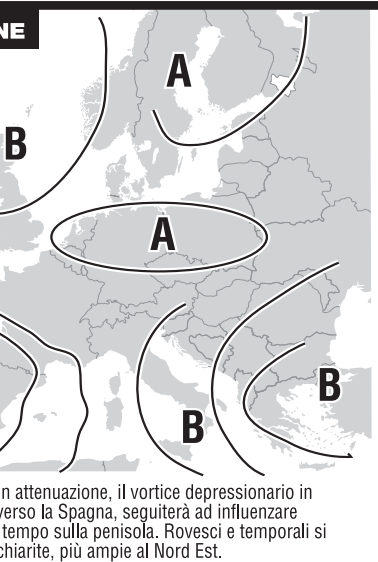 NE
A
B
A
B
B
n attenuazione, il vortice depressionario in
verso la Spagna, seguiterà ad influenzare
tempo sulla penisola. Rovesci e temporali si
chiarite, più ampie al Nord Est.